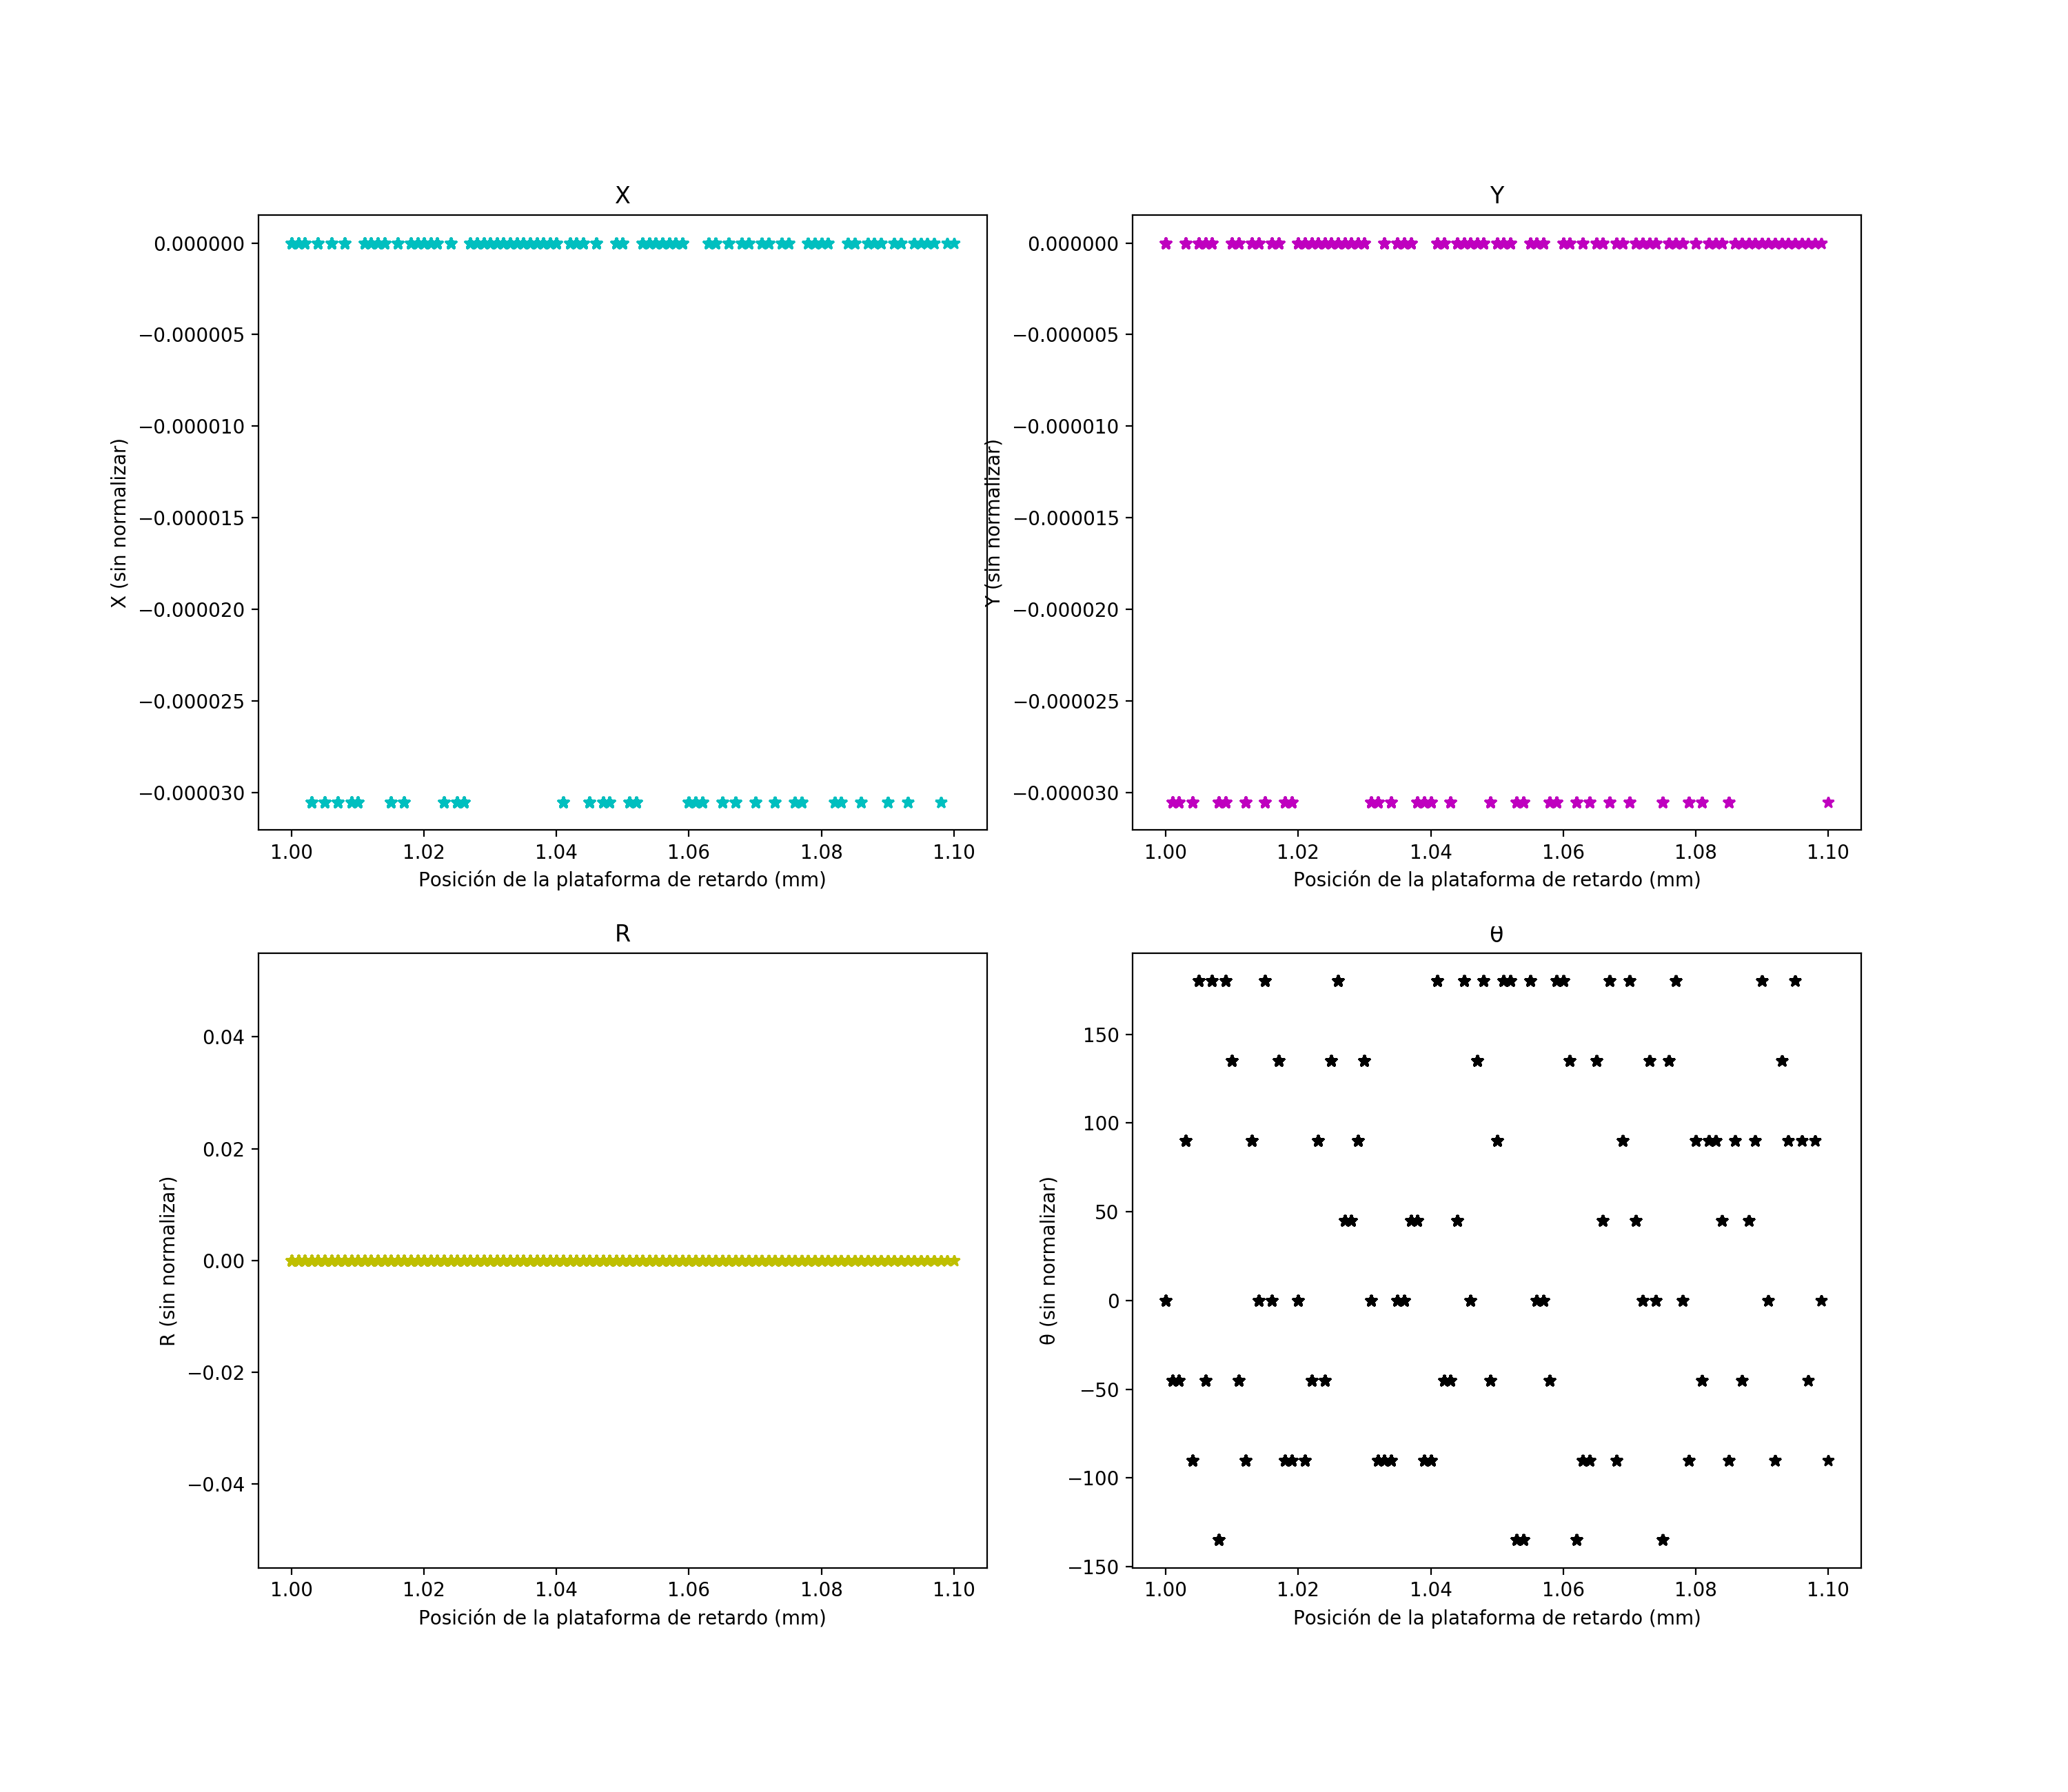 X
Y
0.000000
−0.000005
−0.000010
−0.000015
−0.000020
−0.000025
−0.000030
X (sin normalizar)
1.00 1.02 1.04 1.06 1.08 1.10
Posición de la plataforma de retardo (mm)
0.000000
−0.000005
−0.000010
−0.000015
−0.000020
−0.000025
−0.000030
Y (sin normalizar)
1.00 1.02 1.04 1.06 1.08 1.10
Posición de la plataforma de retardo (mm)
R
0.04
0.02
0.00
−0.02
−0.04
R (sin normalizar)
1.00 1.02 1.04 1.06 1.08 1.10
Posición de la plataforma de retardo (mm)
θ
150
100
50
0
−50
−100
−150
θ (sin normalizar)
1.00 1.02 1.04 1.06 1.08 1.10
Posición de la plataforma de retardo (mm)